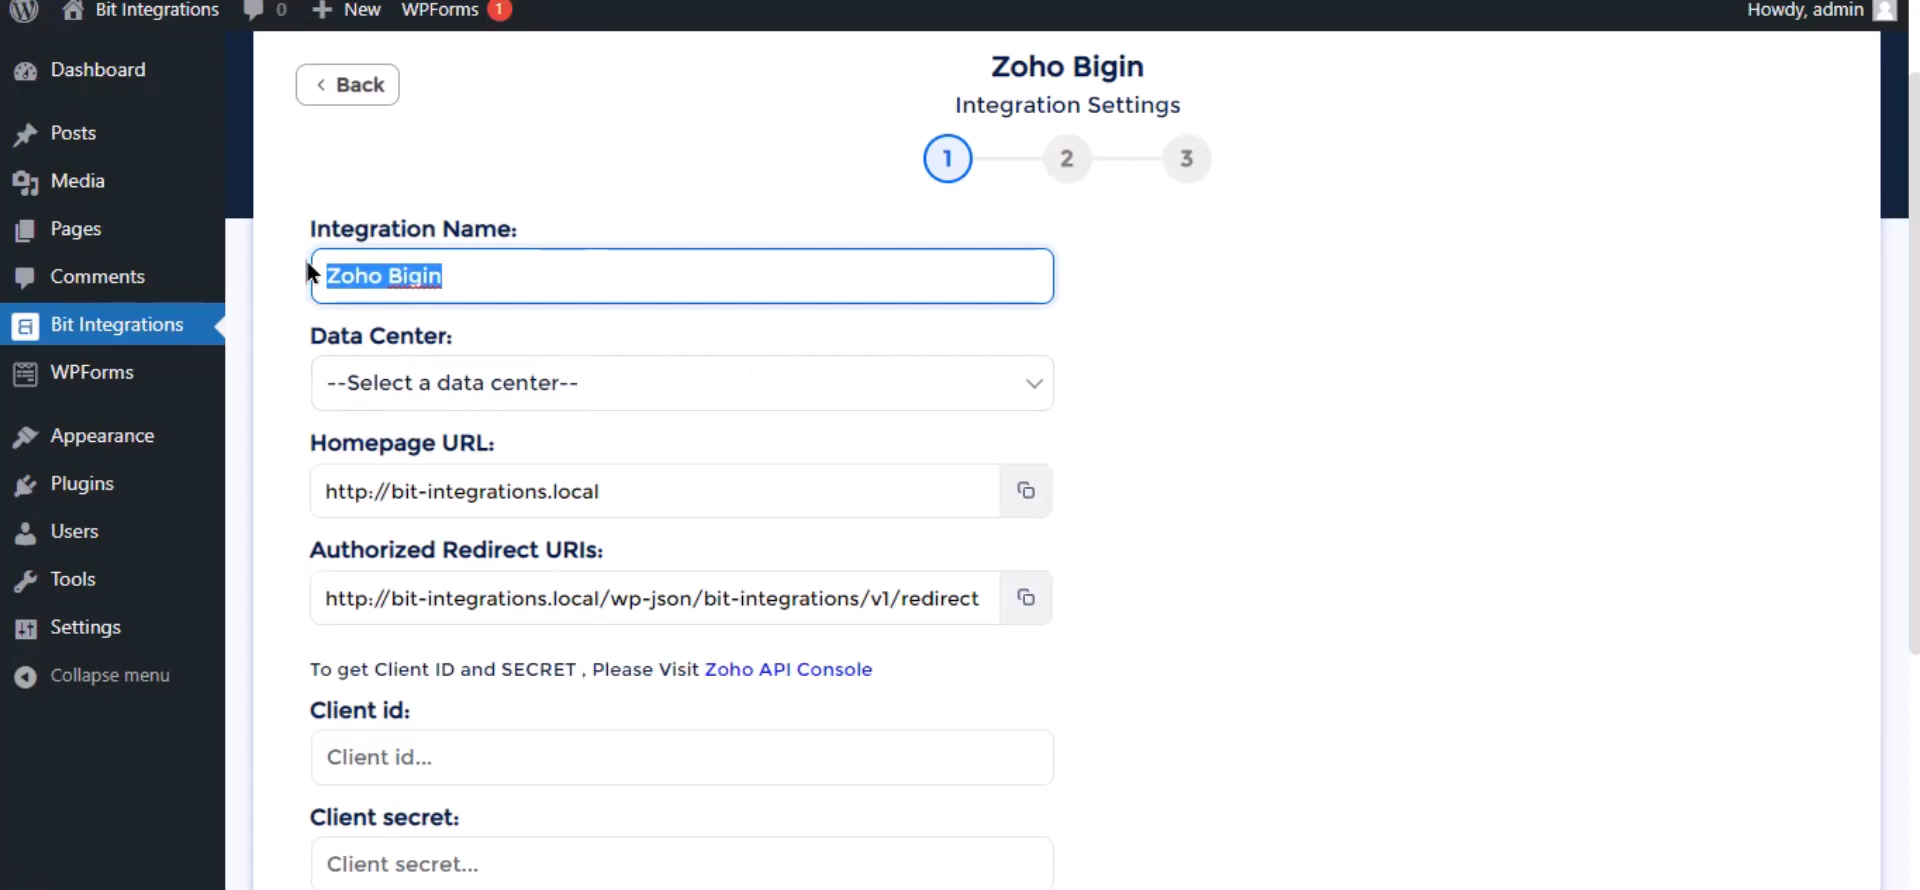 Bit Integrations 0 New WPForms 1 Howdy, admin
Dashboard
Posts
Media
Pages
Comments
Bit Integrations
WPForms
Appearance
Plugins
Users
Tools
Settings
Collapse menu
Back
Zoho Bigin
Integration Settings
1 2 3
Integration Name:
Zoho Bigin
Data Center:
--Select a data center--
Homepage URL:
http://bit-integrations.local
Authorized Redirect URIs:
http://bit-integrations.local/wp-json/bit-integrations/v1/redirect
To get Client ID and SECRET , Please Visit Zoho API Console
Client id:
Client id...
Client secret:
Client secret...